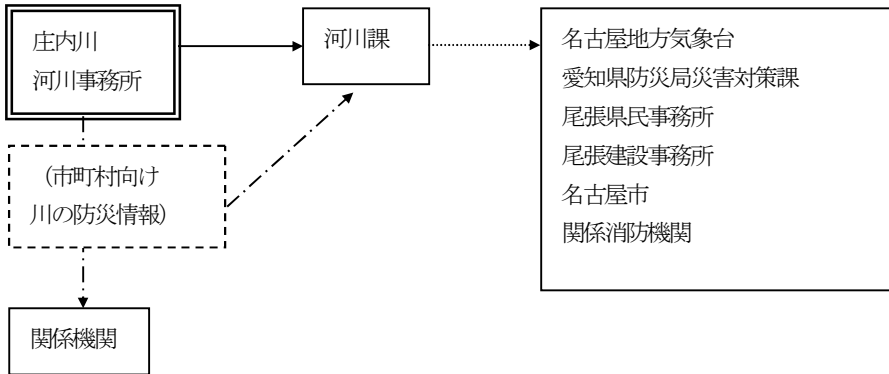 庄内川
河川事務所
河川課
名古屋地方気象台
愛知県防災局災害対策課
尾張県民事務所
尾張建設事務所
名古屋市
関係消防機関
（市町村向け
川の防災情報）
関係機関